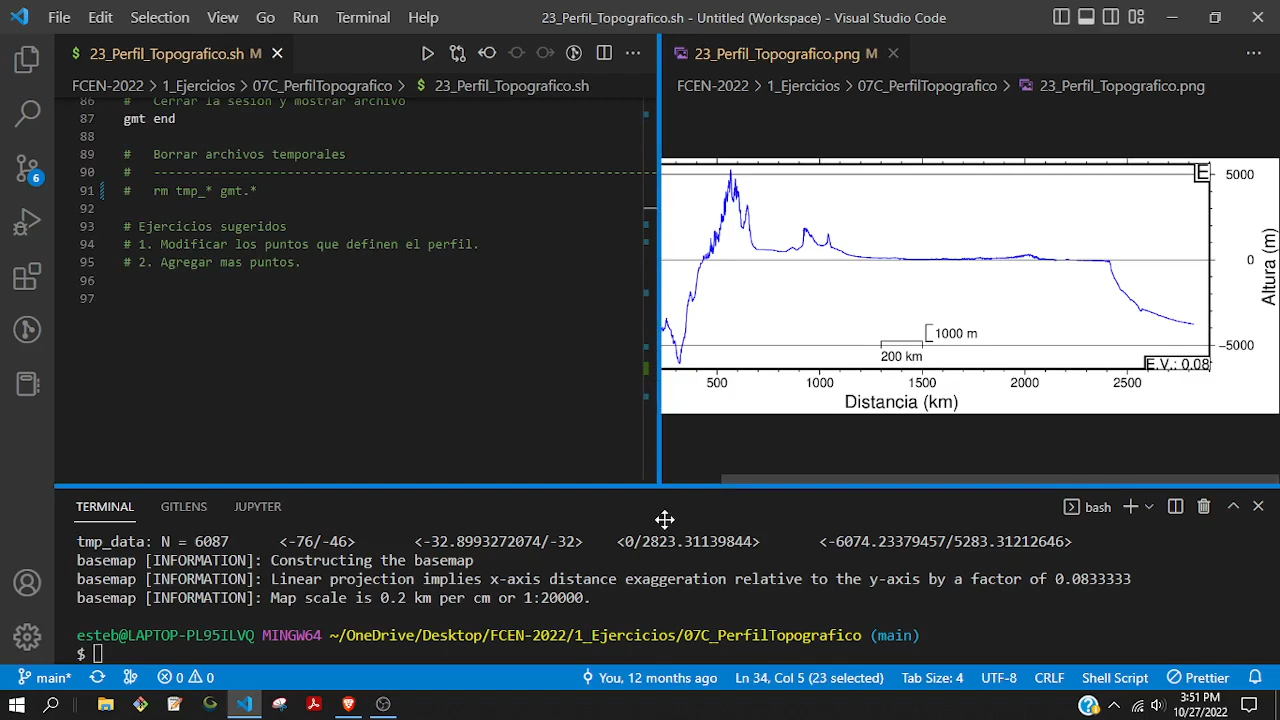 File Edit Selection View Go Run Terminal Help 23_Perfil_Topografico.sh - Untitled (Workspace) - Visual Studio Code
$ 23_Perfil_Topografico.sh M
FCEN-2022 > 1_Ejercicios > 07C_PerfilTopografico > $ 23_Perfil_Topografico.sh
86 # Cerrar la sesion y mostrar archivo
87 gmt end
88
89 # Borrar archivos temporales
90 # -----------------------------------------------------------------------
91 # rm tmp_* gmt.*
92
93 # Ejercicios sugeridos
94 # 1. Modificar los puntos que definen el perfil.
95 # 2. Agregar mas puntos.
96
97
23_Perfil_Topografico.png M
FCEN-2022 > 1_Ejercicios > 07C_PerfilTopografico > 23_Perfil_Topografico.png
E
5000
0
−5000
Altura (m)
1000 m
200 km
E.V.: 0.08
500 1000 1500 2000 2500
Distancia (km)
TERMINAL GITLENS JUPYTER bash
tmp_data: N = 6087 <-76/-46> <-32.8993272074/-32> <0/2823.31139844> <-6074.23379457/5283.31212646>
basemap [INFORMATION]: Constructing the basemap
basemap [INFORMATION]: Linear projection implies x-axis distance exaggeration relative to the y-axis by a factor of 0.0833333
basemap [INFORMATION]: Map scale is 0.2 km per cm or 1:20000.
esteb@LAPTOP-PL95ILVQ MINGW64 ~/OneDrive/Desktop/FCEN-2022/1_Ejercicios/07C_PerfilTopografico (main)
$
6
main* 0 0 You, 12 months ago Ln 34, Col 5 (23 selected) Tab Size: 4 UTF-8 CRLF Shell Script Prettier
3:51 PM
10/27/2022